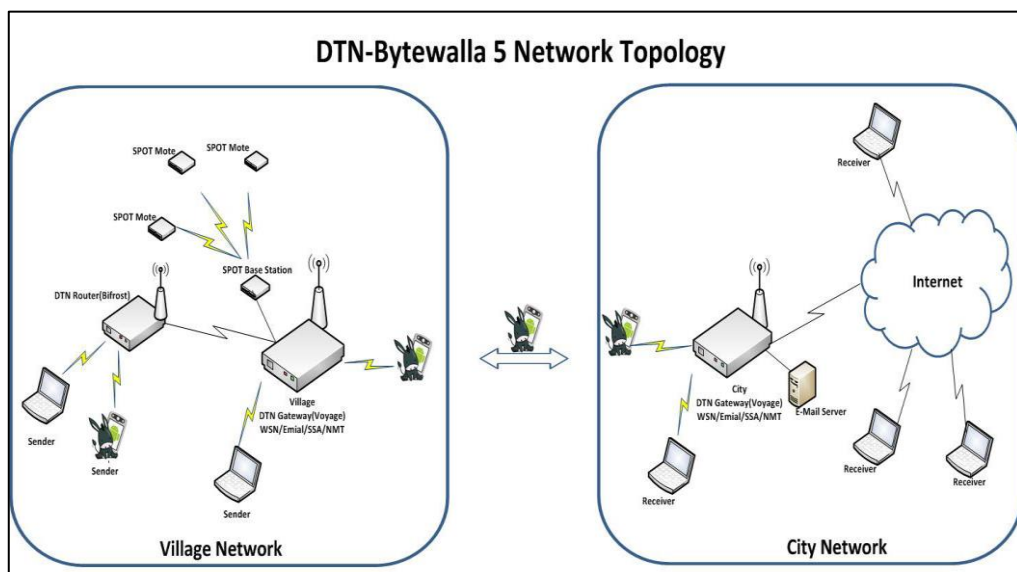 DTN-Bytewalla 5 Network Topology
SPOT Mote
SPOT Mote
SPOT Mote
SPOT Base Station
DTN Router(Bifrost)
Village
DTN Gateway(Voyage)
WSN/Emial/SSA/NMT
Sender
Sender
Sender
Village Network
Receiver
Internet
City
DTN Gateway(Voyage)
WSN/Emial/SSA/NMT
E-Mail Server
Receiver
Receiver
Receiver
City Network